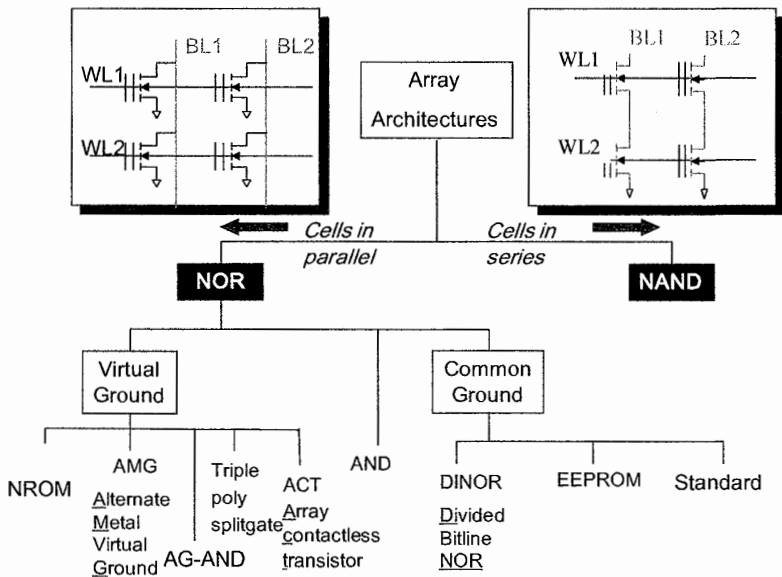 BL1 BL2
WL1
WL2
Array
Architectures
BL1 BL2
WL1
WL2
Cells in
parallel
Cells in
series
NOR
NAND
Virtual
Ground
Common
Ground
NROM
AMG
Alternate
Metal
Virtual
Ground
AG-AND
Triple
poly
splitgate
ACT
Array
contactless
transistor
AND
DINOR
Divided
Bitline
NOR
EEPROM
Standard